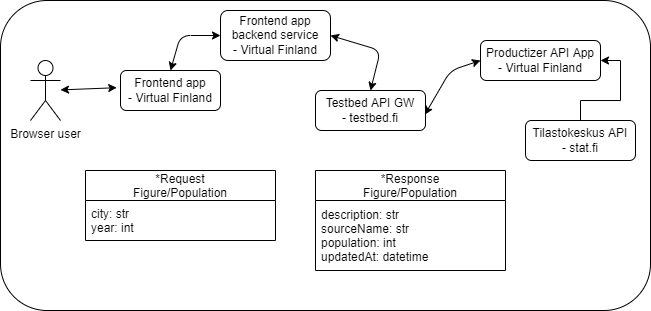 Frontend app
backend service
- Virtual Finland
Productizer API App
- Virtual Finland
Frontend app
- Virtual Finland
Testbed API GW
- testbed.fi
Browser user
Tilastokeskus API
- stat.fi
*Request
Figure/Population
city: str
year: int
*Response
Figure/Population
description: str
sourceName: str
population: int
updatedAt: datetime